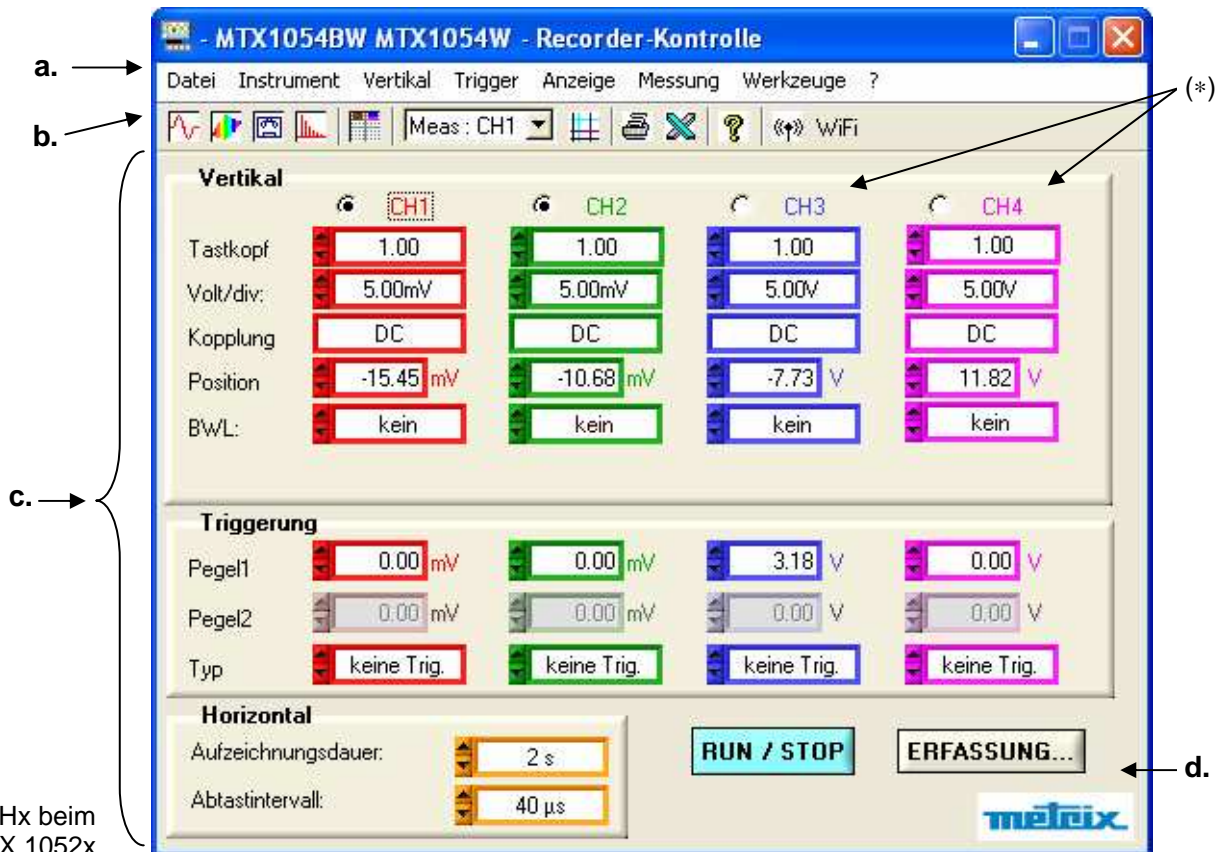 - MTX1054BW MTX1054W - Recorder-Kontrolle
a.
Datei Instrument Vertikal Trigger Anzeige Messung Werkzeuge ?
(*)
b.
Meas : CH1 ? WiFi
Vertikal
CH1 CH2 CH3 CH4
Tastkopf 1.00 1.00 1.00 1.00
Volt/div: 5.00mV 5.00mV 5.00V 5.00V
Kopplung DC DC DC DC
Position -15.45 mV -10.68 mV -7.73 V 11.82 V
BWL: kein kein kein kein
c.
Triggerung
Pegel1 0.00 mV 0.00 mV 3.18 V 0.00 V
Pegel2 0.00 mV 0.00 mV 0.00 V 0.00 V
Typ keine Trig. keine Trig. keine Trig. keine Trig.
Horizontal
Aufzeichnungsdauer: 2 s
RUN / STOP ERFASSUNG...
d.
Abtastintervall: 40 µs
metrix
Hx beim
X 1052x